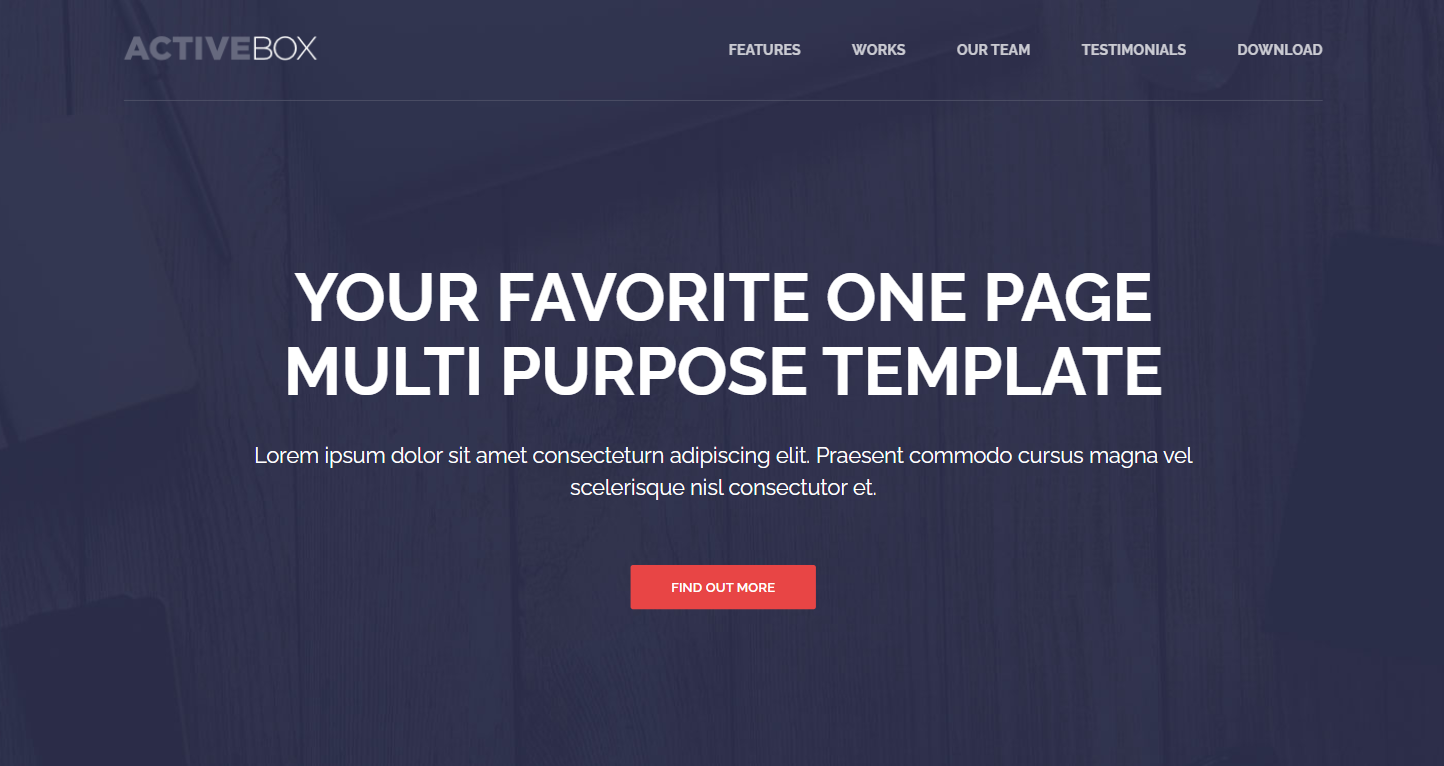 ACTIVEBOX
FEATURES WORKS OUR TEAM TESTIMONIALS DOWNLOAD
YOUR FAVORITE ONE PAGE
MULTI PURPOSE TEMPLATE
Lorem ipsum dolor sit amet consecteturn adipiscing elit. Praesent commodo cursus magna vel
scelerisque nisl consectutor et.
FIND OUT MORE